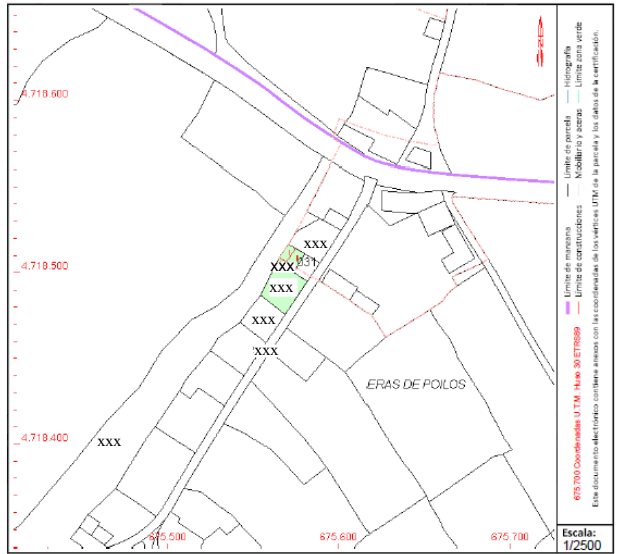 4,718,600
4,718,500
4,718,400
XXX
XXX
031
XXX
XXX
XXX
XXX
ERAS DE POILOS
675,500
675,600
675,700
Límite de manzana
Límite de parcela
Hidrografía
Límite de construcciones
Mobiliario y aceras
Límite zona verde
675,700 Coordenadas U.T.M. Huso 30 ETRS89
Este documento electrónico contiene anexos con las coordenadas de los vértices UTM de la parcela y los datos de la certificación.
Escala:
1/2500